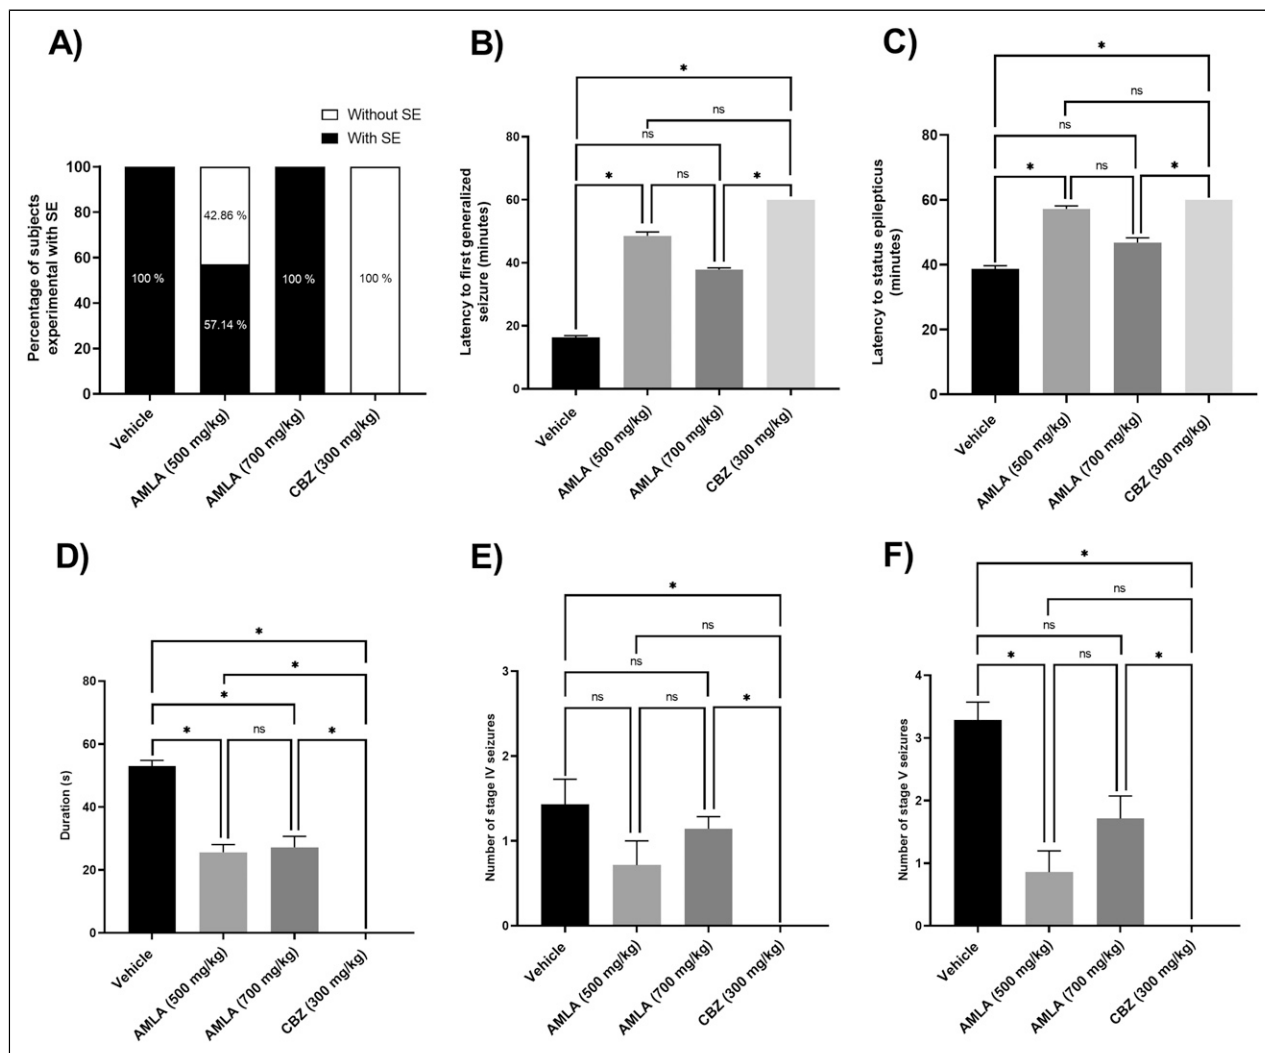 A)
Without SE
With SE
Percentage of subjects
experimental with SE
100
80
60
40
20
0
100 %
42.86 %
57.14 %
100 %
100 %
Vehicle
AMLA (500 mg/kg)
AMLA (700 mg/kg)
CBZ (300 mg/kg)
B)
*
ns
ns
*
ns
*
Latency to first generalized
seizure (minutes)
80
60
40
20
0
Vehicle
AMLA (500 mg/kg)
AMLA (700 mg/kg)
CBZ (300 mg/kg)
C)
*
ns
ns
*
ns
*
Latency to status epilepticus
(minutes)
80
60
40
20
0
Vehicle
AMLA (500 mg/kg)
AMLA (700 mg/kg)
CBZ (300 mg/kg)
D)
*
*
*
*
ns
*
Duration (s)
80
60
40
20
0
Vehicle
AMLA (500 mg/kg)
AMLA (700 mg/kg)
CBZ (300 mg/kg)
E)
*
ns
ns
ns
ns
*
Number of stage IV seizures
3
2
1
0
Vehicle
AMLA (500 mg/kg)
AMLA (700 mg/kg)
CBZ (300 mg/kg)
F)
*
ns
ns
*
ns
*
Number of stage V seizures
4
3
2
1
0
Vehicle
AMLA (500 mg/kg)
AMLA (700 mg/kg)
CBZ (300 mg/kg)